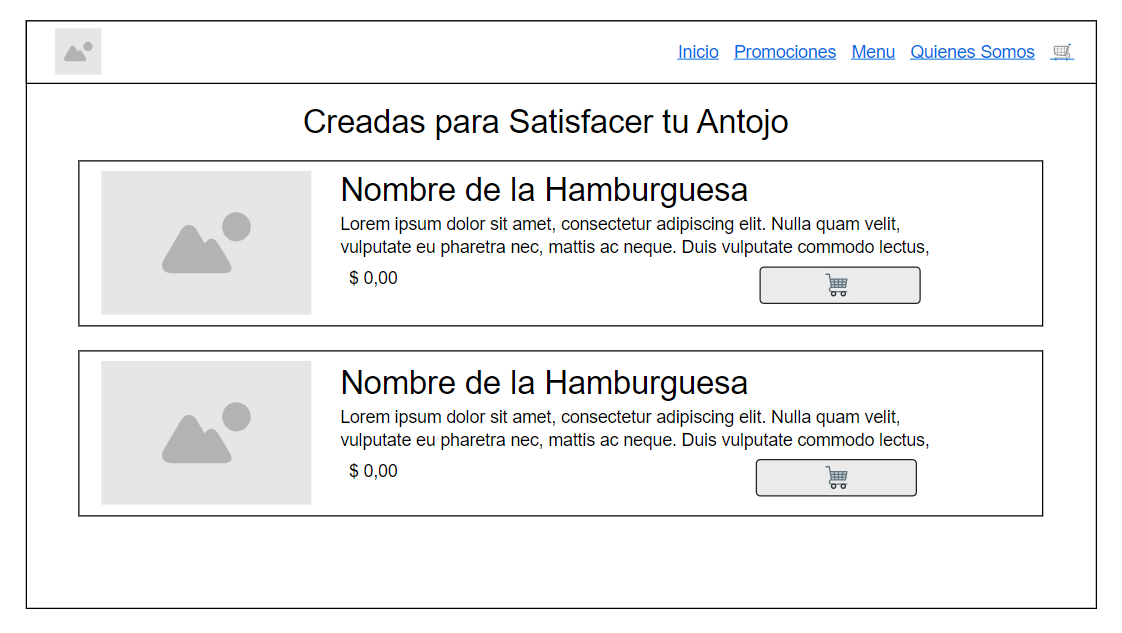 Inicio Promociones Menu Quienes Somos
Creadas para Satisfacer tu Antojo
Nombre de la Hamburguesa
Lorem ipsum dolor sit amet, consectetur adipiscing elit. Nulla quam velit,
vulputate eu pharetra nec, mattis ac neque. Duis vulputate commodo lectus,
$ 0,00
Nombre de la Hamburguesa
Lorem ipsum dolor sit amet, consectetur adipiscing elit. Nulla quam velit,
vulputate eu pharetra nec, mattis ac neque. Duis vulputate commodo lectus,
$ 0,00